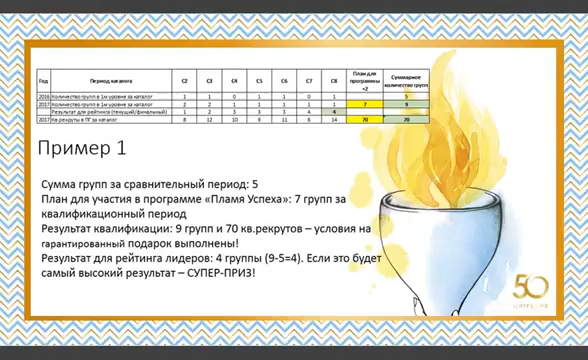 Год Период каталога С2 С3 С4 С5 С6 С7 С8 План для программы +2 Суммарное количество групп
2016 Количество групп в 1м уровне за каталог 1 1 0 1 1 0 1 5
2017 Количество групп в 1м уровне за каталог 2 2 1 1 1 1 1 7 9
Результат для рейтинга (текущий/финальный) 1 2 3 3 3 4 4
2017 Кв.рекруты в ПГ за каталог 8 12 10 9 11 6 14 70 70
Пример 1
Сумма групп за сравнительный период: 5
План для участия в программе «Пламя Успеха»: 7 групп за
квалификационный период
Результат квалификации: 9 групп и 70 кв.рекрутов – условия на
гарантированный подарок выполнены!
Результат для рейтинга лидеров: 4 группы (9-5=4). Если это будет
самый высокий результат – СУПЕР-ПРИЗ!
50
ORIFLAME